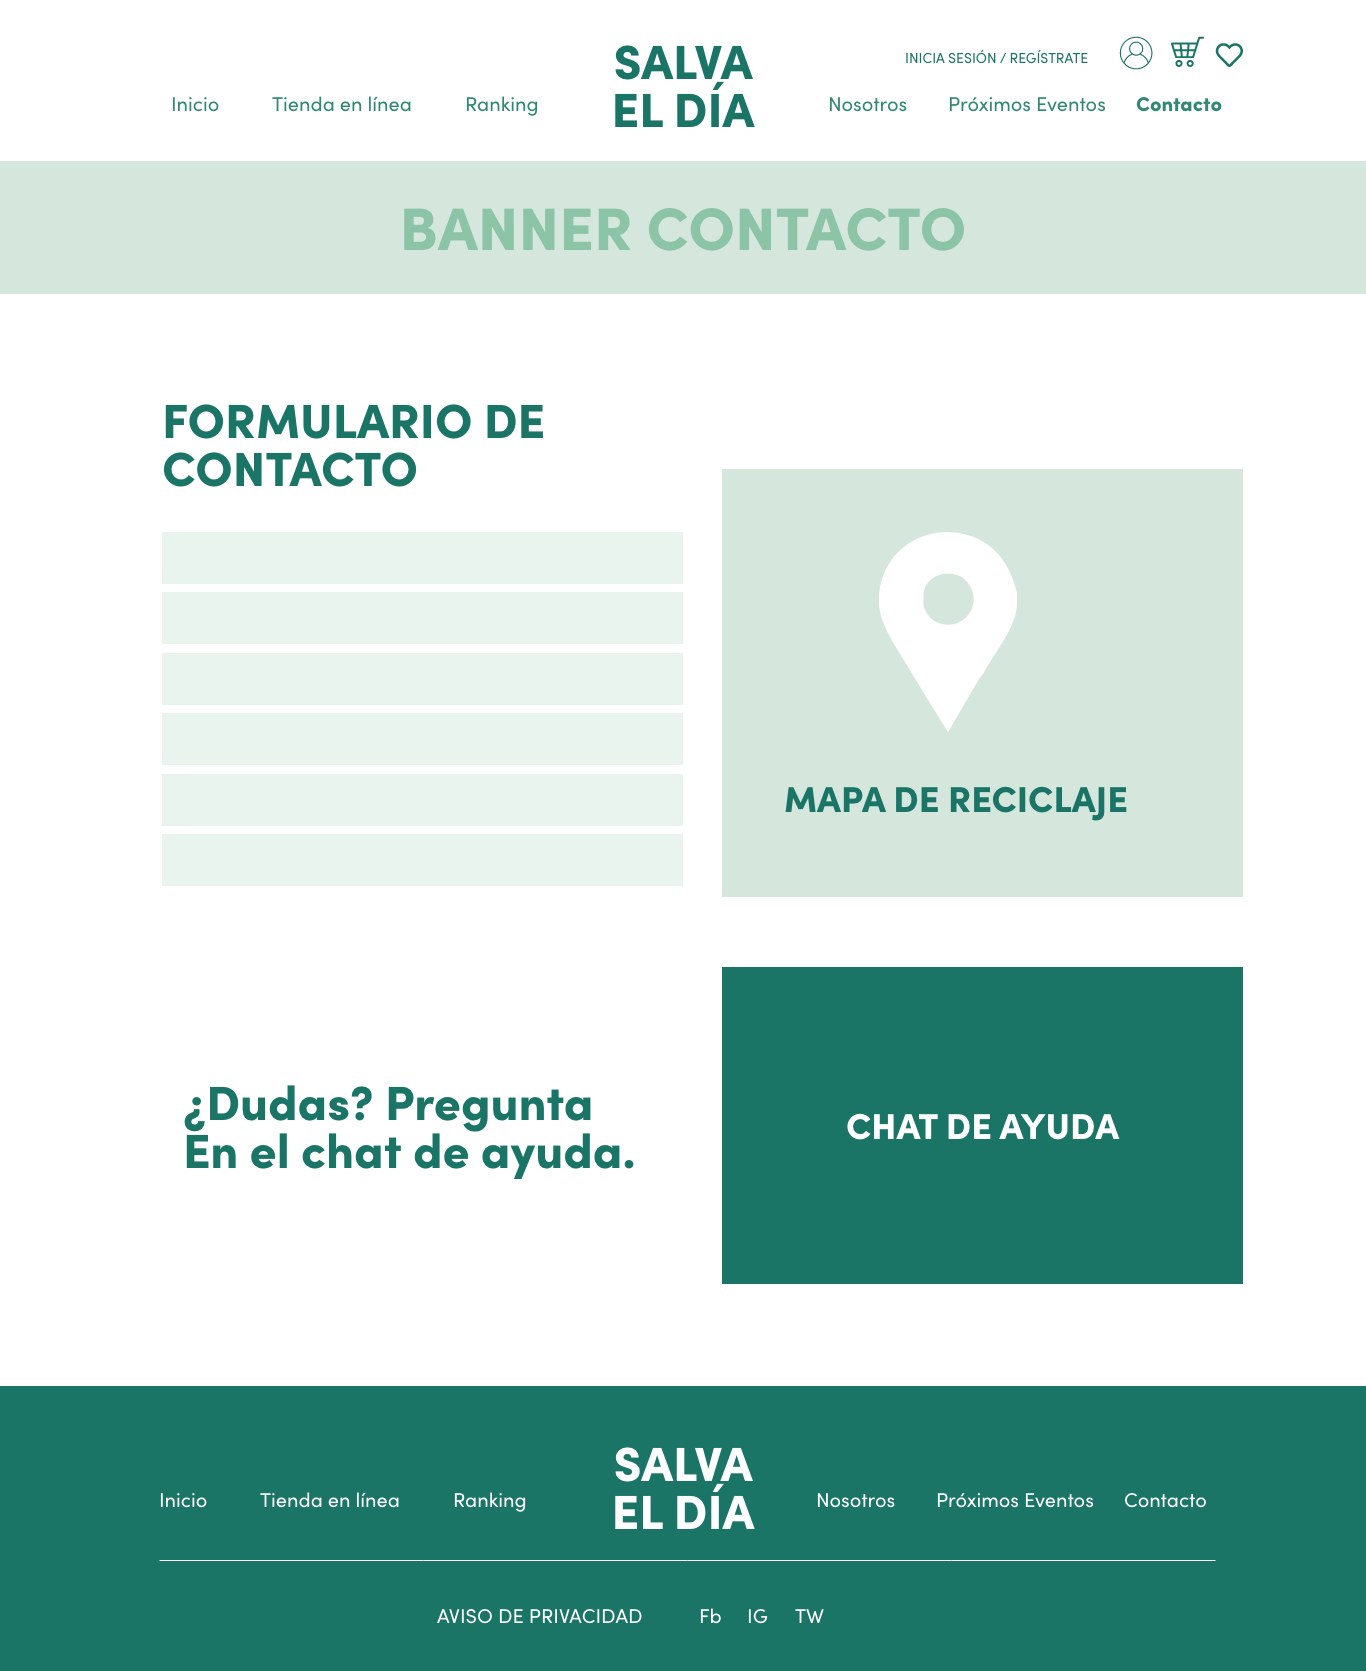 SALVA
EL DÍA
INICIA SESIÓN / REGÍSTRATE
Inicio
Tienda en línea
Ranking
Nosotros
Próximos Eventos
Contacto
BANNER CONTACTO
FORMULARIO DE
CONTACTO
MAPA DE RECICLAJE
¿Dudas? Pregunta
En el chat de ayuda.
CHAT DE AYUDA
SALVA
EL DÍA
Inicio
Tienda en línea
Ranking
Nosotros
Próximos Eventos
Contacto
AVISO DE PRIVACIDAD
Fb
IG
TW